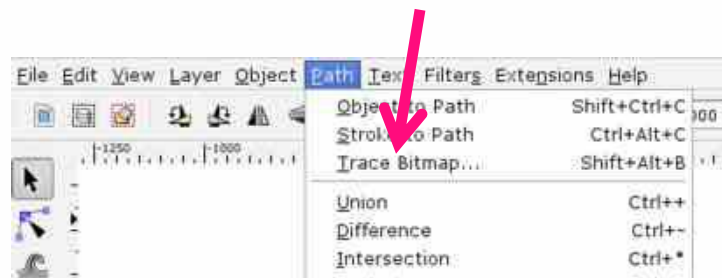 File Edit View Layer Object Path Text Filters Extensions Help
Object to Path Shift+Ctrl+C
000
Stroke to Path Ctrl+Alt+C
-1250 -1000
Trace Bitmap... Shift+Alt+B
Union Ctrl++
Difference Ctrl+-
Intersection Ctrl+*